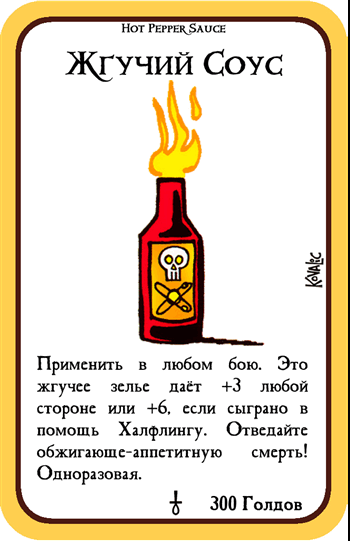 Hot Pepper Sauce
Жгучий Соус
Kovalic
Применить в любом бою. Это
жгучее зелье даёт +3 любой
стороне или +6, если сыграно в
помощь Халфлингу. Отведайте
обжигающе-аппетитную смерть!
Одноразовая.
300 Голдов